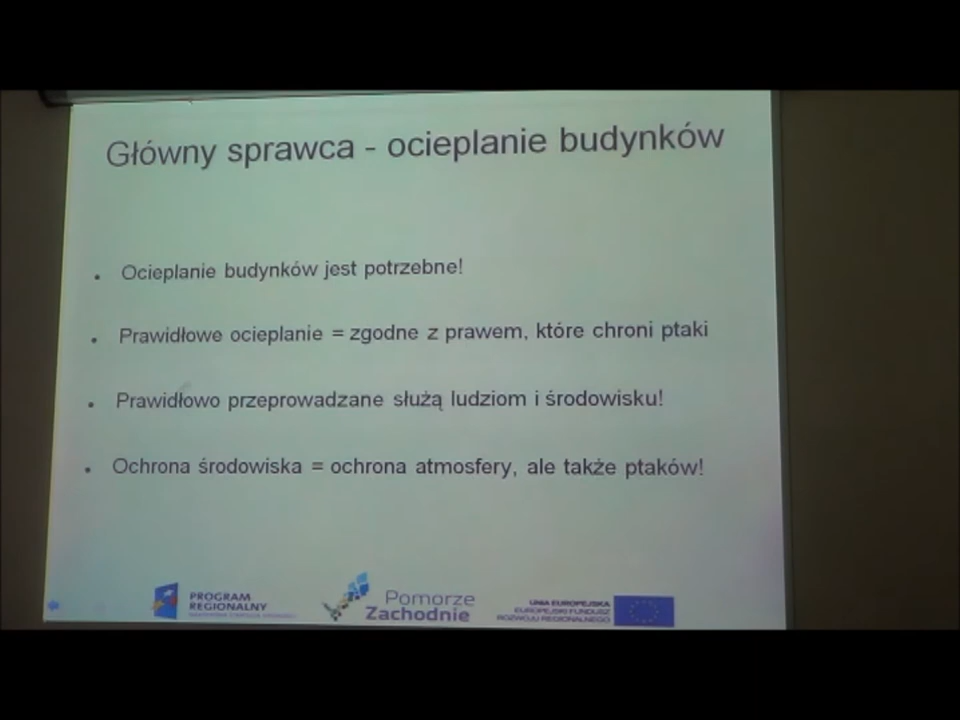 Główny sprawca - ocieplanie budynków
• Ocieplanie budynków jest potrzebne!
• Prawidłowe ocieplanie = zgodne z prawem, które chroni ptaki
• Prawidłowo przeprowadzane służą ludziom i środowisku!
• Ochrona środowiska = ochrona atmosfery, ale także ptaków!
PROGRAM
REGIONALNY
Pomorze
Zachodnie
UNIA EUROPEJSKA
EUROPEJSKI FUNDUSZ
ROZWOJU REGIONALNEGO